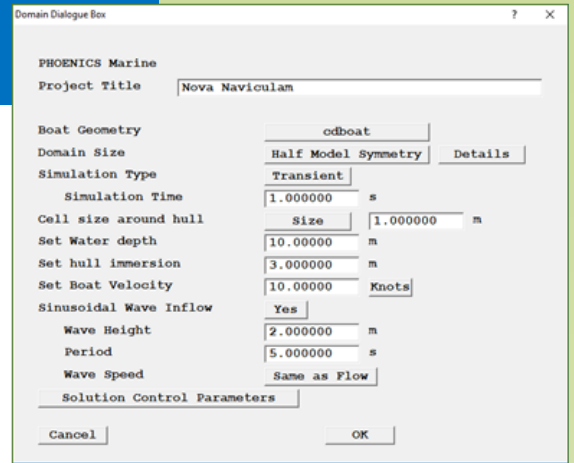 Domain Dialogue Box ? ×
PHOENICS Marine
Project Title Nova Naviculam
Boat Geometry cdboat
Domain Size Half Model Symmetry Details
Simulation Type Transient
Simulation Time 1.000000 s
Cell size around hull Size 1.000000 m
Set Water depth 10.00000 m
Set hull immersion 3.000000 m
Set Boat Velocity 10.00000 Knots
Sinusoidal Wave Inflow Yes
Wave Height 2.000000 m
Period 5.000000 s
Wave Speed Same as Flow
Solution Control Parameters
Cancel OK